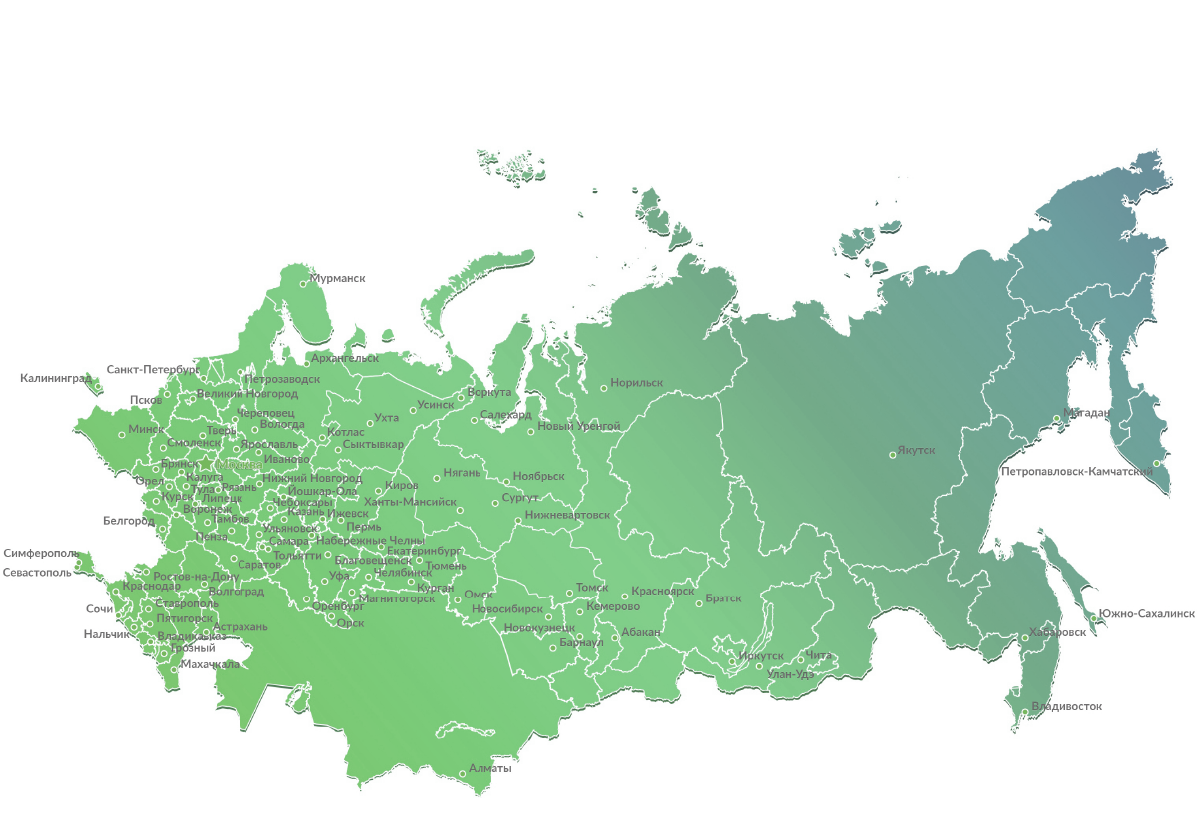 Мурманск
Архангельск
Санкт-Петербург
Калининград
Петрозаводск
Норильск
Псков
Великий Новгород
Воркута
Усинск
Череповец
Салехард
Магадан
Вологда
Ухта
Новый Уренгой
Минск
Тверь
Котлас
Смоленск
Ярославль
Сыктывкар
Якутск
Иваново
Брянск
Москва
Петропавловск-Камчатский
Нягань
Ноябрьск
Орел
Калуга
Нижний Новгород
Киров
Тула
Рязань
Йошкар-Ола
Курск
Липецк
Чебоксары
Ханты-Мансийск
Сургут
Воронеж
Казань
Ижевск
Нижневартовск
Белгород
Тамбов
Ульяновск
Пермь
Пенза
Самара
Набережные Челны
Симферополь
Тольятти
Екатеринбург
Благовещенск
Саратов
Тюмень
Севастополь
Ростов-на-Дону
Уфа
Челябинск
Краснодар
Волгоград
Курган
Томск
Красноярск
Магнитогорск
Омск
Братск
Сочи
Ставрополь
Оренбург
Новосибирск
Кемерово
Южно-Сахалинск
Пятигорск
Орск
Нальчик
Астрахань
Новокузнецк
Абакан
Хабаровск
Владикавказ
Барнаул
Грозный
Иркутск
Чита
Махачкала
Улан-Удэ
Владивосток
Алматы